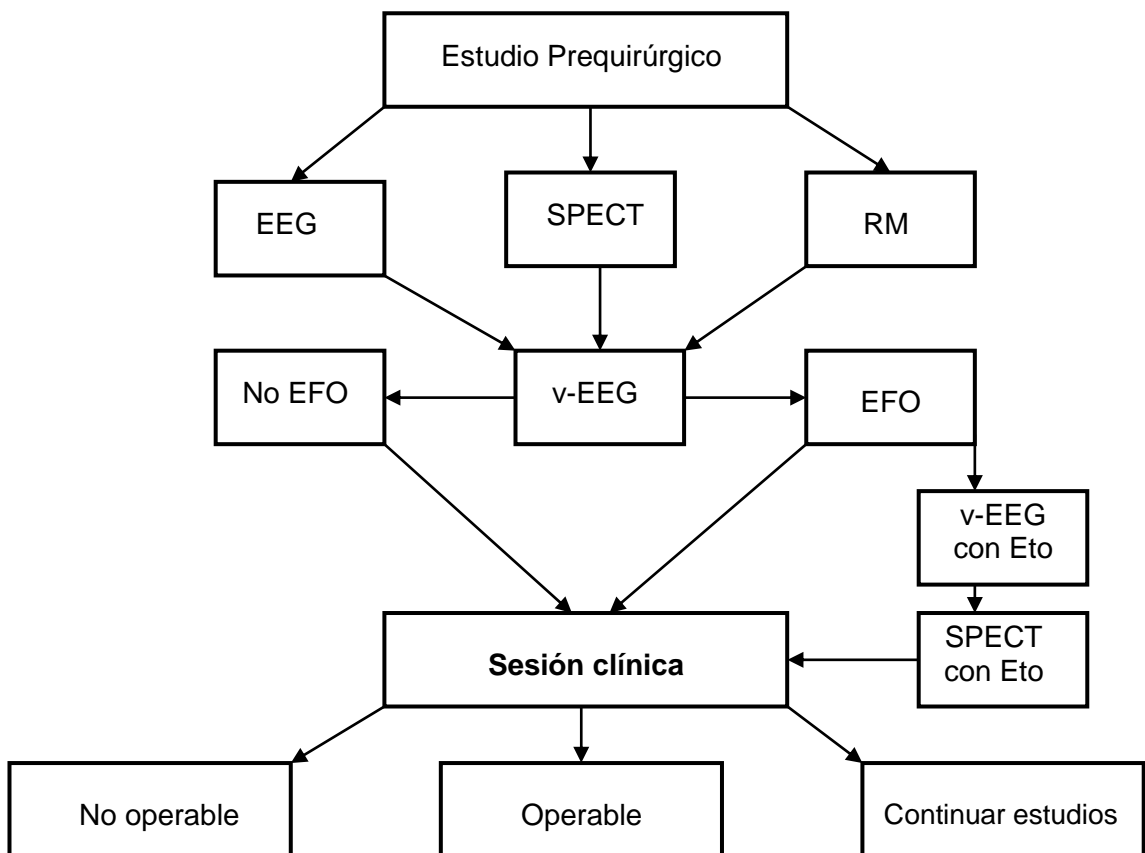 Estudio Prequirúrgico
EEG
SPECT
RM
No EFO
v-EEG
EFO
v-EEG
con Eto
SPECT
con Eto
Sesión clínica
No operable
Operable
Continuar estudios